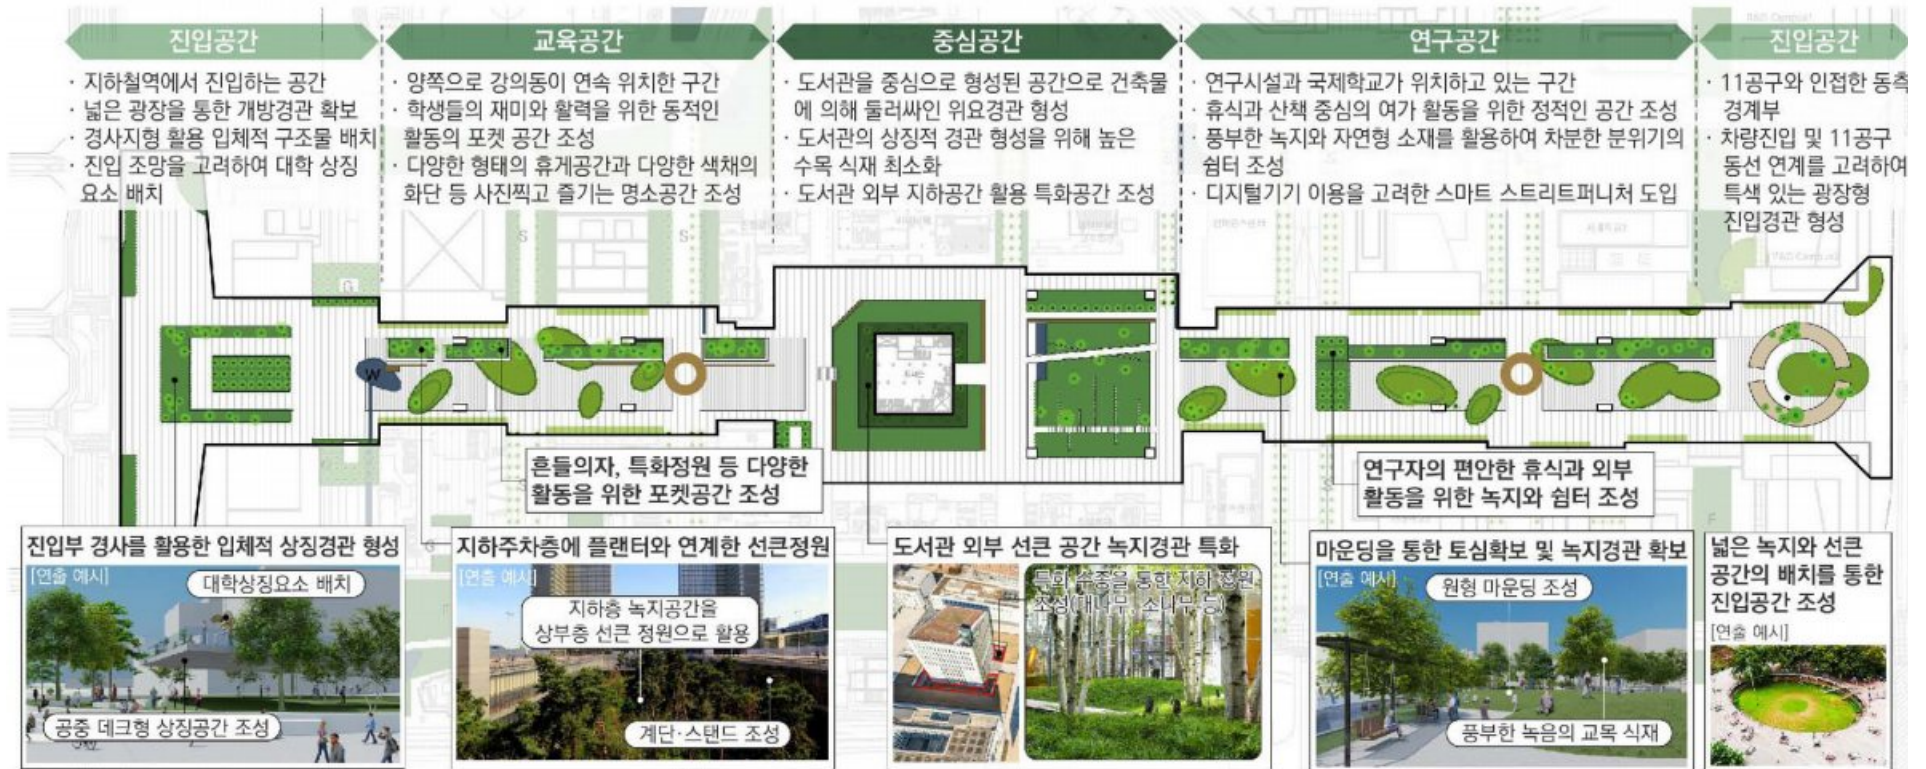 진입공간
· 지하철역에서 진입하는 공간
· 넓은 광장을 통한 개방경관 확보
· 경사지형 활용 입체적 구조물 배치
· 진입 조망을 고려하여 대학 상징
요소 배치
교육공간
· 양쪽으로 강의동이 연속 위치한 구간
· 학생들의 재미와 활력을 위한 동적인
활동의 포켓 공간 조성
· 다양한 형태의 휴게공간과 다양한 색채의
화단 등 사진찍고 즐기는 명소공간 조성
중심공간
· 도서관을 중심으로 형성된 공간으로 건축물
에 의해 둘러싸인 위요경관 형성
· 도서관의 상징적 경관 형성을 위해 높은
수목 식재 최소화
· 도서관 외부 지하공간 활용 특화공간 조성
연구공간
· 연구시설과 국제학교가 위치하고 있는 구간
· 휴식과 산책 중심의 여가 활동을 위한 정적인 공간 조성
· 풍부한 녹지와 자연형 소재를 활용하여 차분한 분위기의
쉼터 조성
· 디지털기기 이용을 고려한 스마트 스트리트퍼니처 도입
진입공간
· 11공구와 인접한 동측
경계부
· 차량진입 및 11공구
동선 연계를 고려하여
특색 있는 광장형
진입경관 형성
S
S
G
W
R&D Campus1
R&D Campus2
흔들의자, 특화정원 등 다양한
활동을 위한 포켓공간 조성
연구자의 편안한 휴식과 외부
활동을 위한 녹지와 쉼터 조성
G
F
진입부 경사를 활용한 입체적 상징경관 형성
[연출 예시]
대학상징요소 배치
공중 데크형 상징공간 조성
지하주차층에 플랜터와 연계한 선큰정원
[연출 예시]
지하층 녹지공간을
상부층 선큰 정원으로 활용
계단·스탠드 조성
도서관 외부 선큰 공간 녹지경관 특화
특화 수종을 통한 지하 정원
조성(대나무, 소나무 등)
마운딩을 통한 토심확보 및 녹지경관 확보
[연출 예시]
원형 마운딩 조성
풍부한 녹음의 교목 식재
넓은 녹지와 선큰
공간의 배치를 통한
진입공간 조성
[연출 예시]